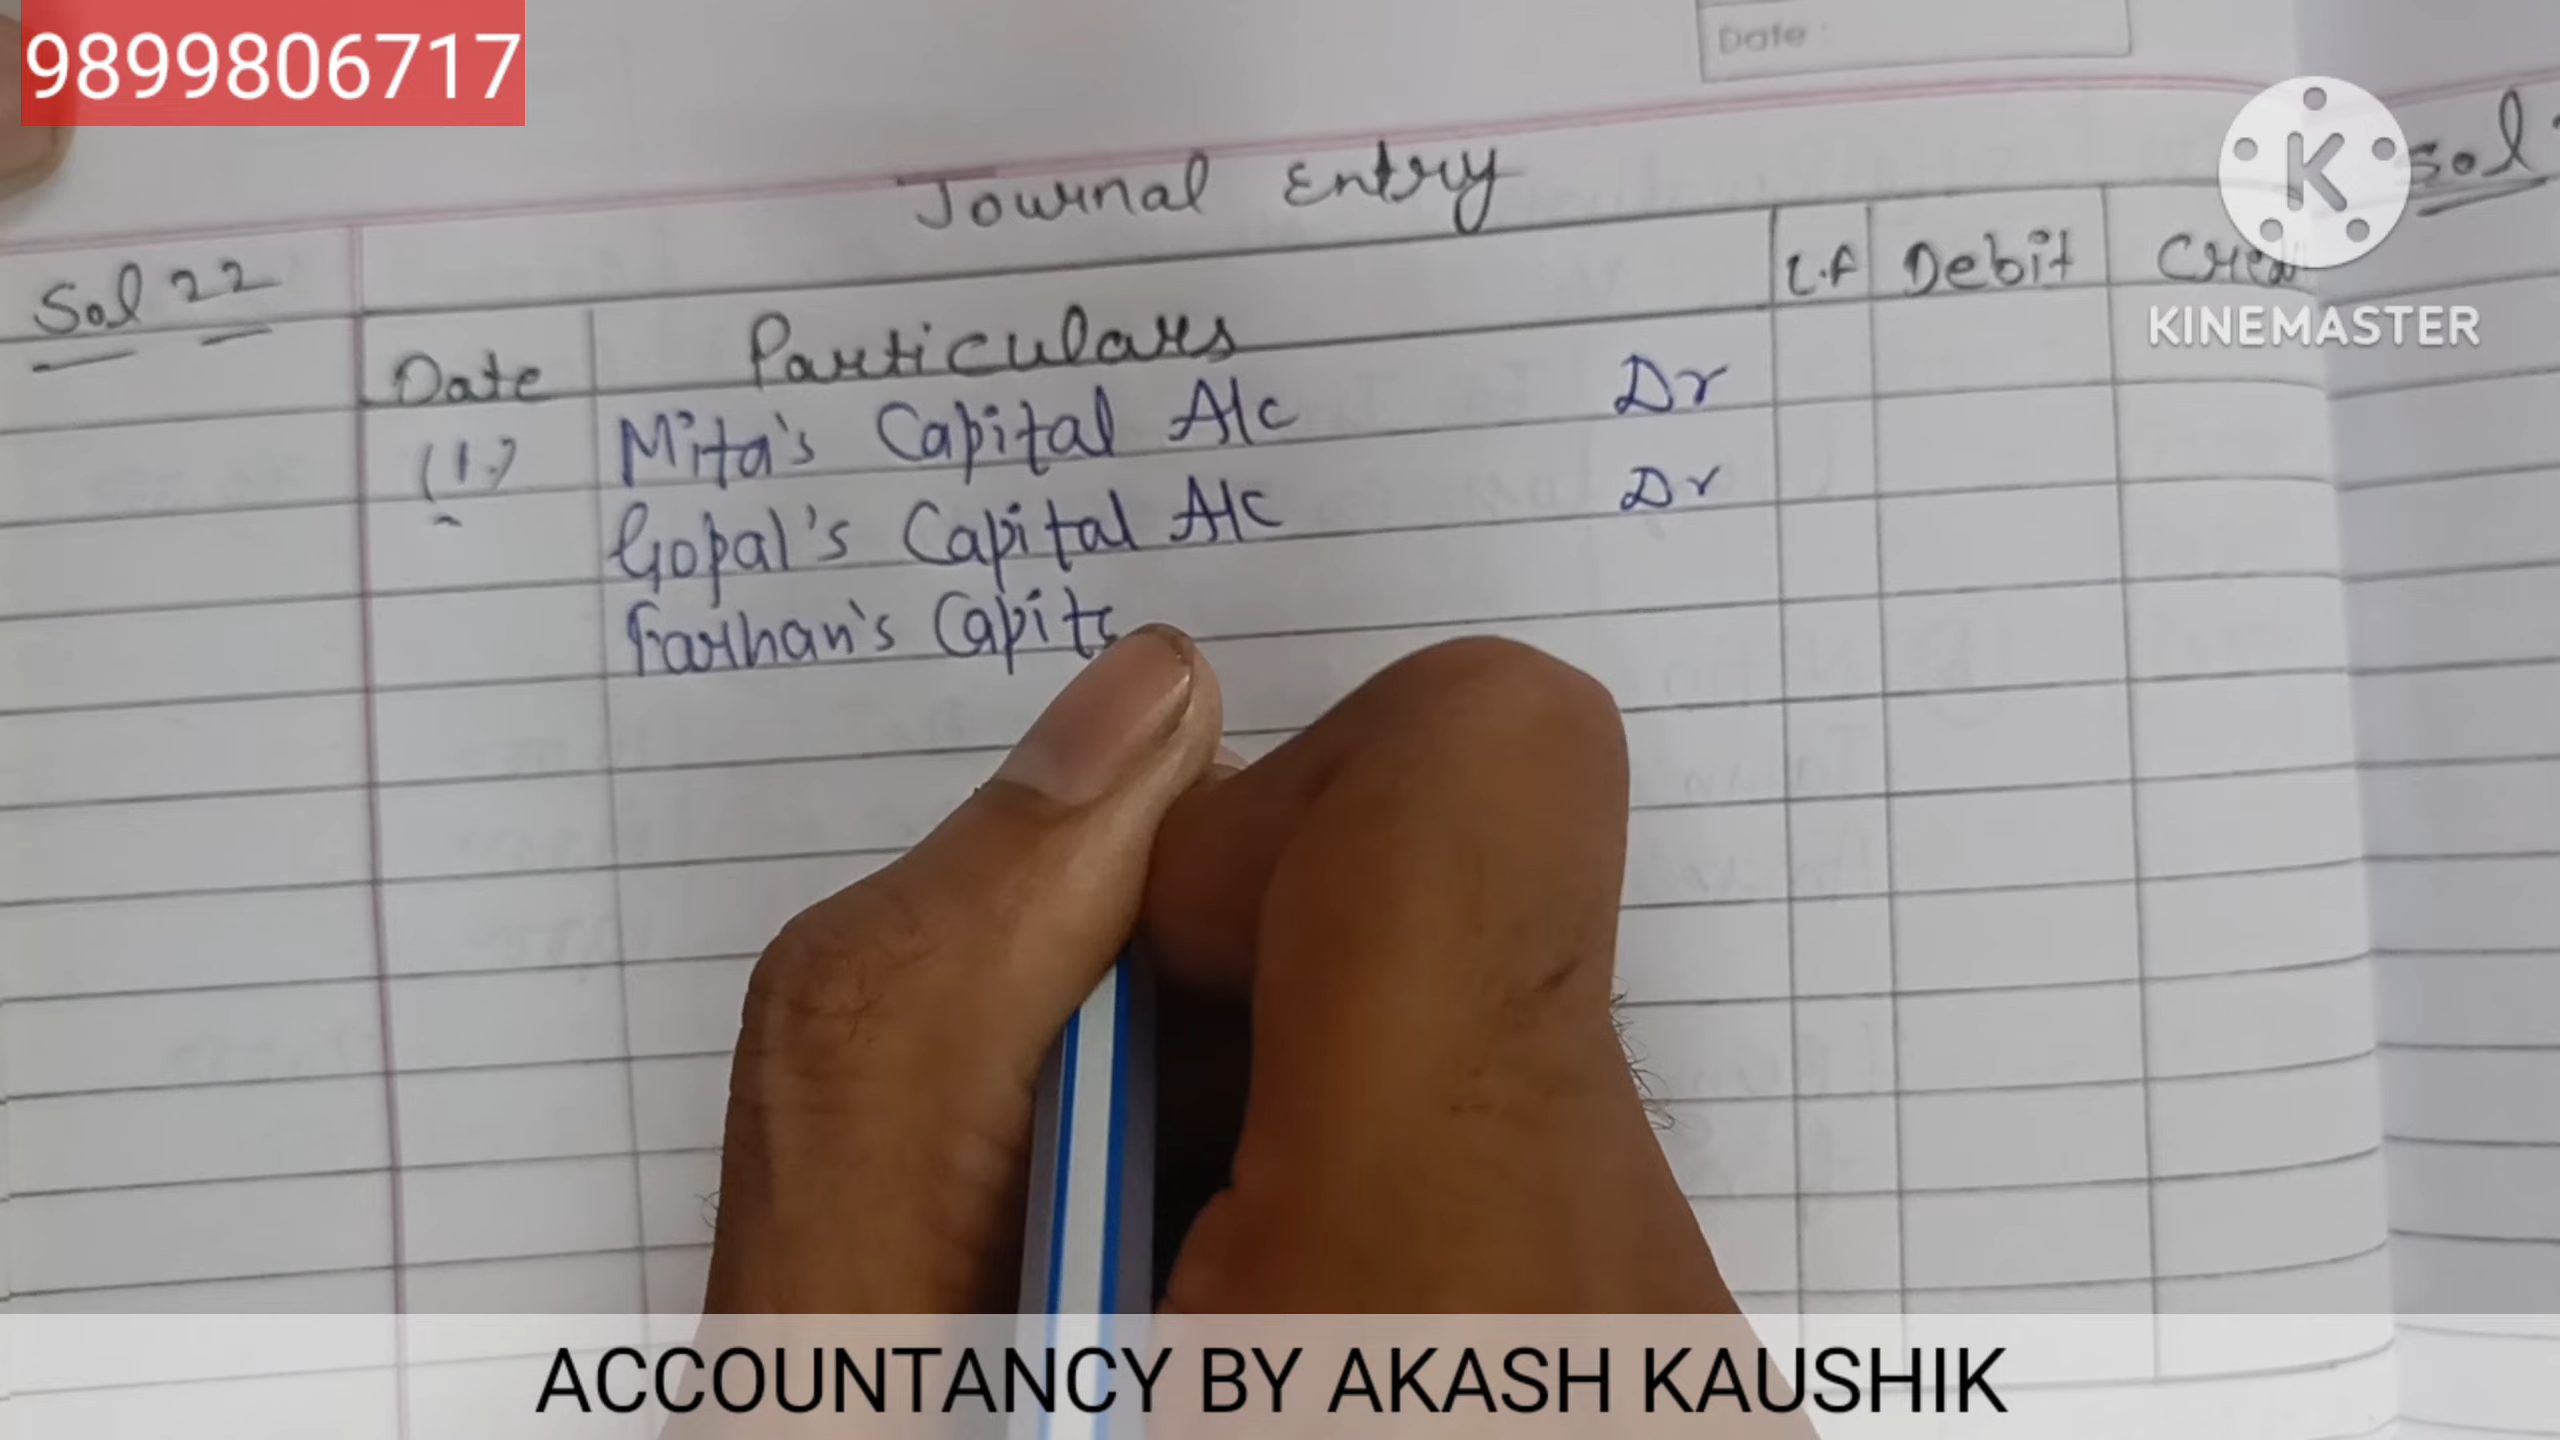 9899806717
Date
Journal Entry
Sol
Sol 22
Date Particulars L.F Debit
KINEMASTER
(1.) Mita's Capital A/c Dr
Gopal's Capital A/c Dr
Farhan's
ACCOUNTANCY BY AKASH KAUSHIK